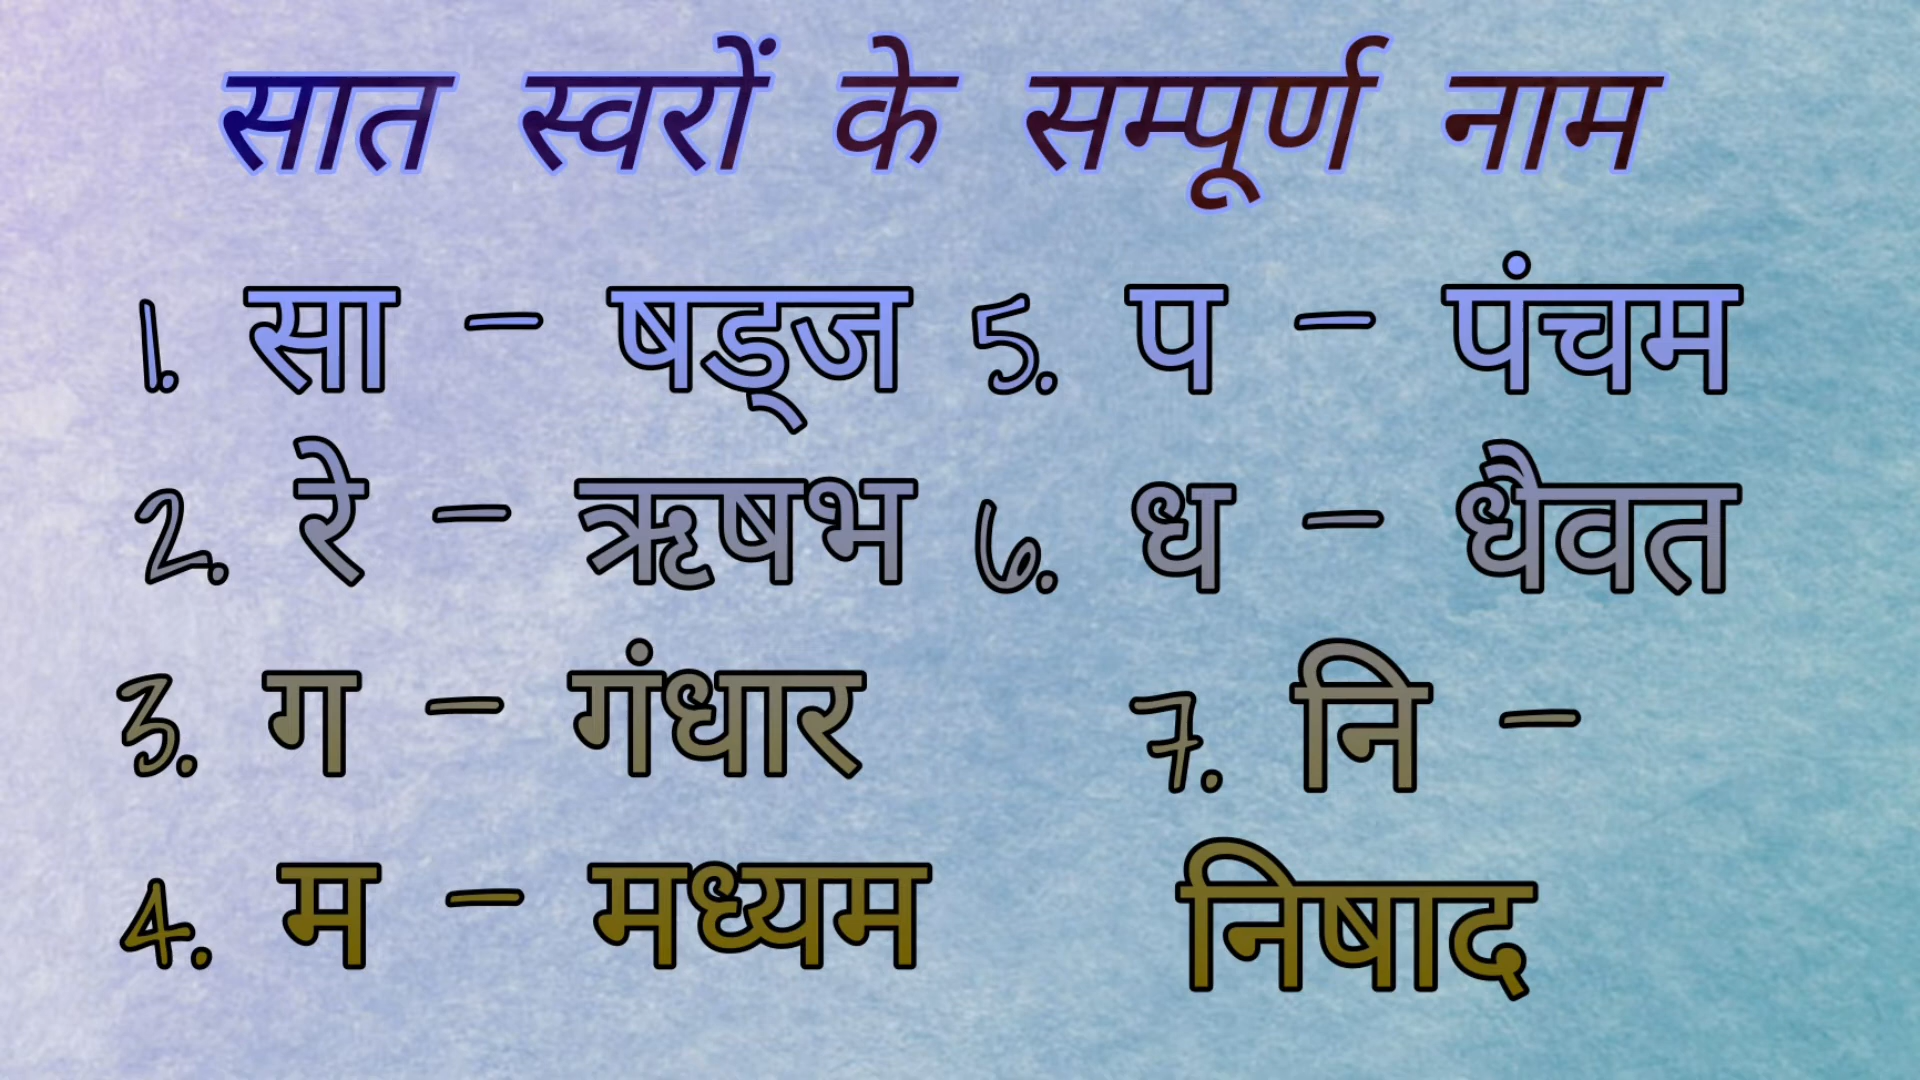 सात स्वरों के सम्पूर्ण नाम
1. सा - षड्ज
2. रे - ऋषभ
3. ग - गंधार
4. म - मध्यम
5. प - पंचम
6. ध - धैवत
7. नि -
निषाद